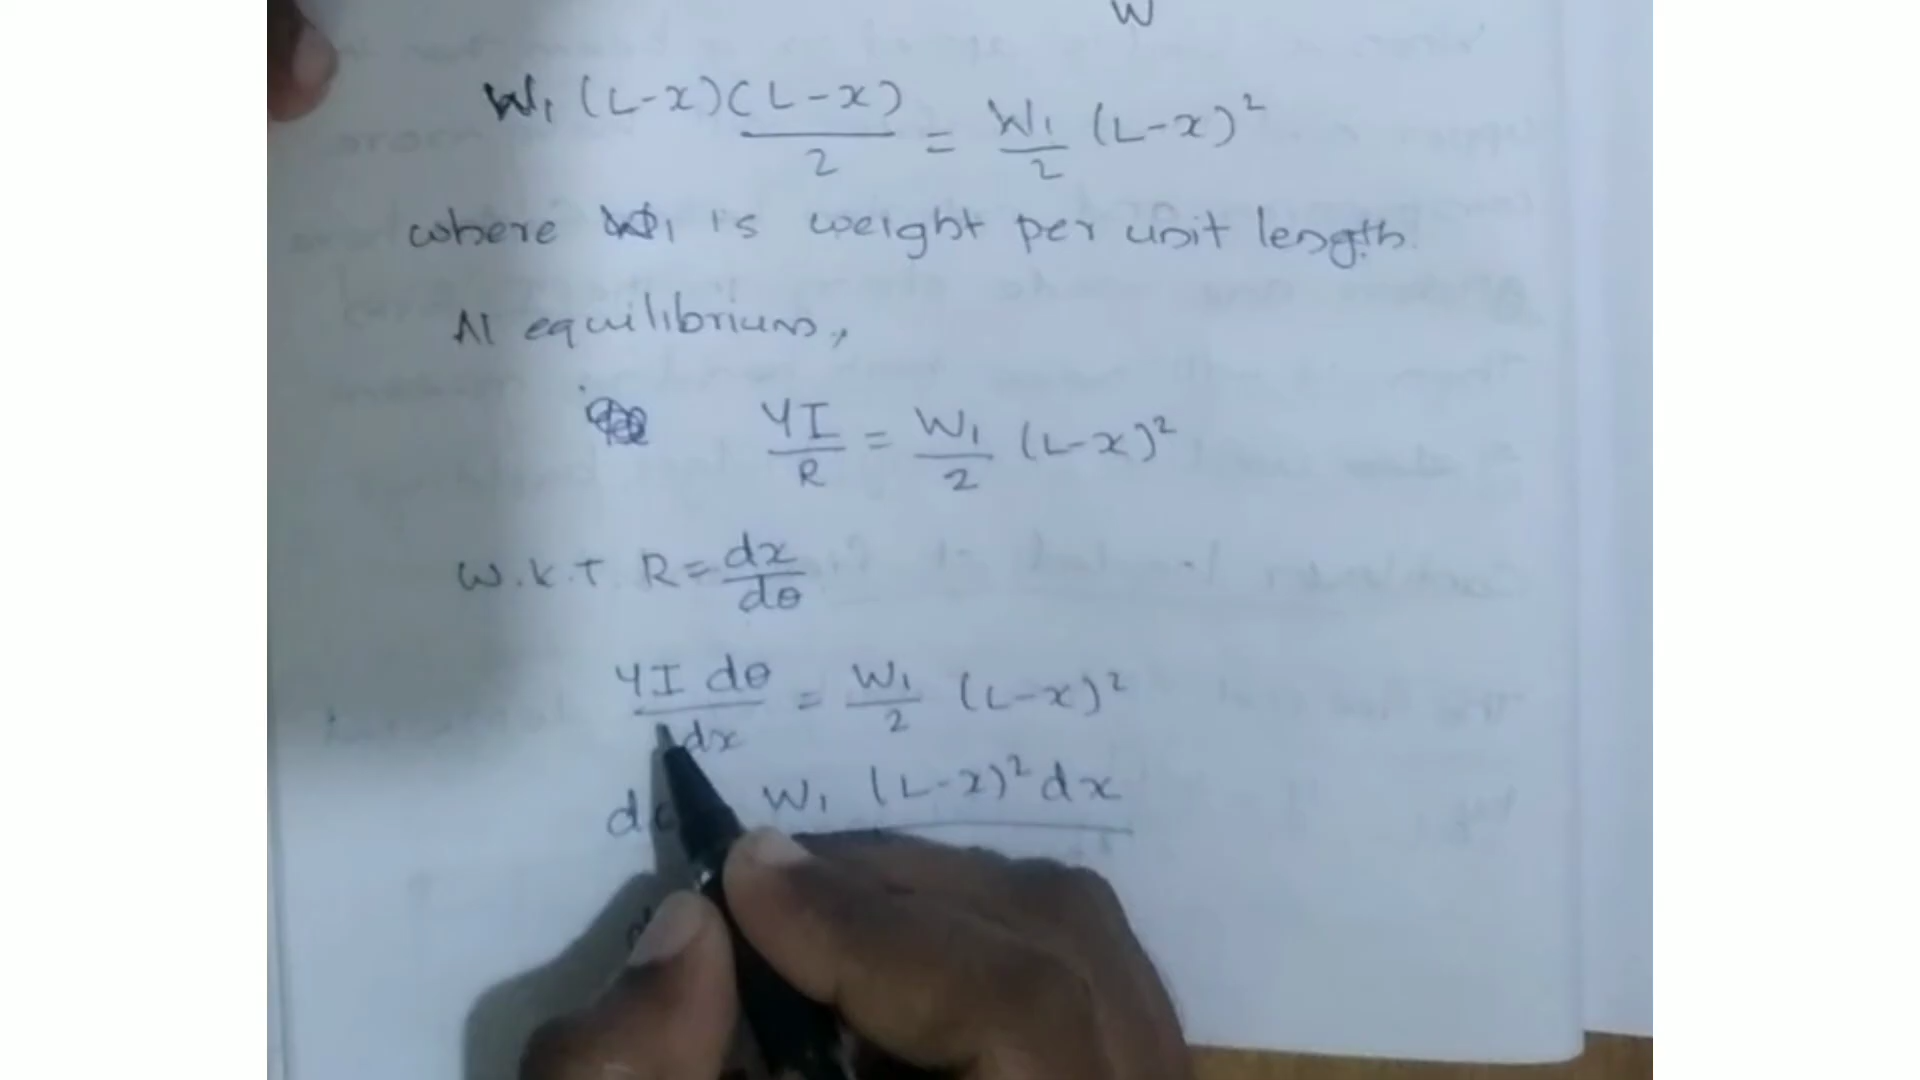 W
W₁ (L-x) (L-x)/2 = W₁/2 (L-x)²
where W₁ is weight per unit length.
At equilibrium,
YI/R = W₁/2 (L-x)²
W.K.T R = dx/dθ
YI dθ/dx = W₁/2 (L-x)²
W₁ (L-x)² dx